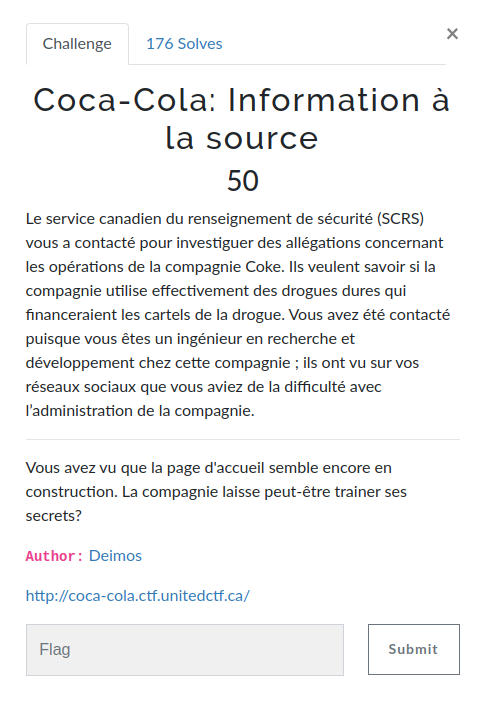 Challenge
176 Solves
×
Coca-Cola: Information à
la source
50
Le service canadien du renseignement de sécurité (SCRS)
vous a contacté pour investiguer des allégations concernant
les opérations de la compagnie Coke. Ils veulent savoir si la
compagnie utilise effectivement des drogues dures qui
financeraient les cartels de la drogue. Vous avez été contacté
puisque vous êtes un ingénieur en recherche et
développement chez cette compagnie ; ils ont vu sur vos
réseaux sociaux que vous aviez de la difficulté avec
l'administration de la compagnie.
Vous avez vu que la page d'accueil semble encore en
construction. La compagnie laisse peut-être trainer ses
secrets?
Author: Deimos
http://coca-cola.ctf.unitedctf.ca/
Flag
Submit